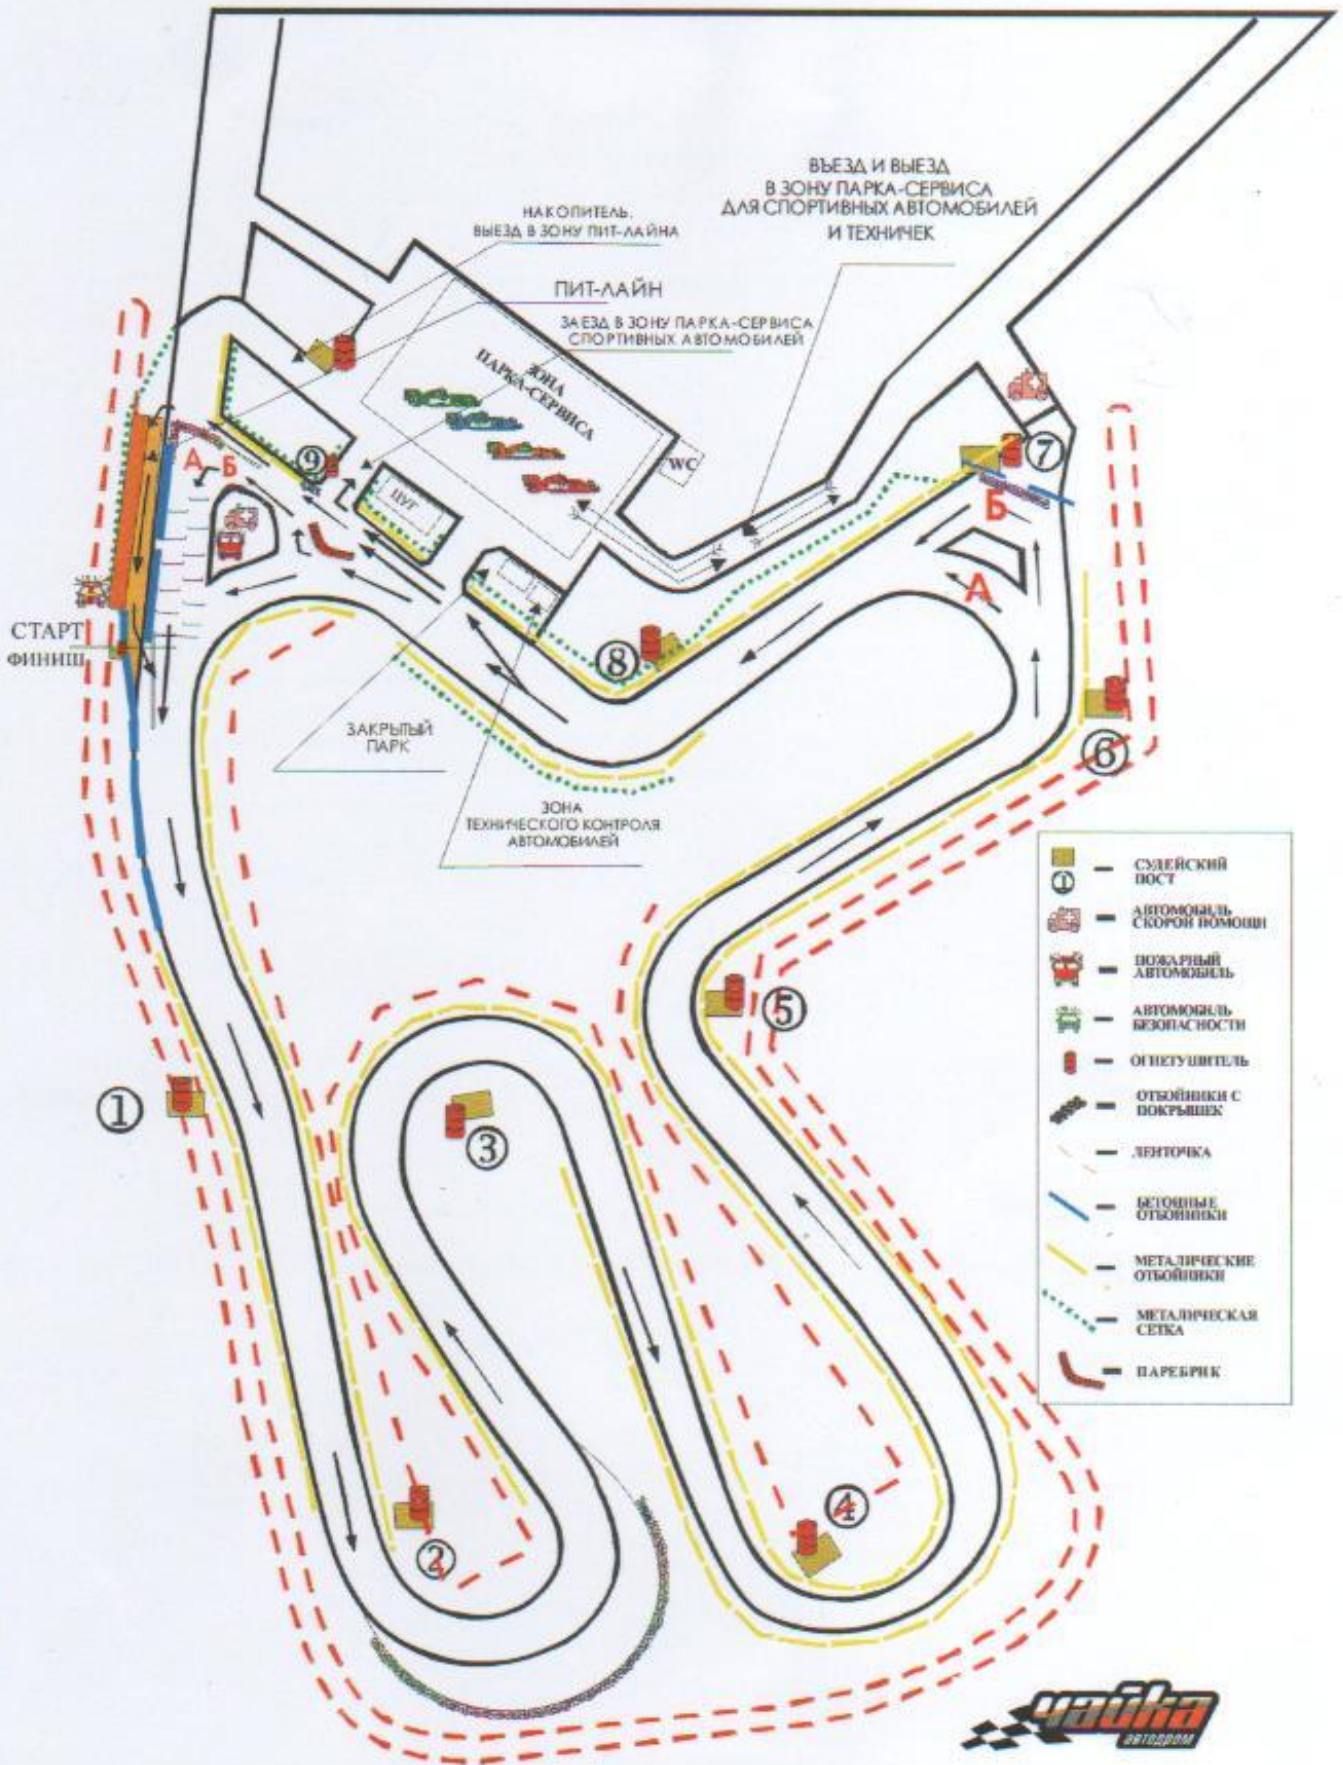 ВЪЕЗД И ВЫЕЗД
В ЗОНУ ПАРКА-СЕРВИСА
ДЛЯ СПОРТИВНЫХ АВТОМОБИЛЕЙ
И ТЕХНИЧЕК
НАКОПИТЕЛЬ.
ВЫЕЗД В ЗОНУ ПИТ-ЛАЙНА
ПИТ-ЛАЙН
ЗАЕЗД В ЗОНУ ПАРКА-СЕРВИСА
СПОРТИВНЫХ АВТОМОБИЛЕЙ
ЗОНА
ПАРКА-СЕРВИСА
WC
7
9
А Б
ЦУГ
Б
А
СТАРТ
ФИНИШ
8
ЗАКРЫТЫЙ
ПАРК
6
ЗОНА
ТЕХНИЧЕСКОГО КОНТРОЛЯ
АВТОМОБИЛЕЙ
5
1
3
4
2
1
СУДЕЙСКИЙ
ПОСТ
АВТОМОБИЛЬ
СКОРОЙ ПОМОЩИ
ПОЖАРНЫЙ
АВТОМОБИЛЬ
АВТОМОБИЛЬ
БЕЗОПАСНОСТИ
ОГНЕТУШИТЕЛЬ
ОТБОЙНИКИ С
ПОКРЫШЕК
ЛЕНТОЧКА
БЕТОННЫЕ
ОТБОЙНИКИ
МЕТАЛИЧЕСКИЕ
ОТБОЙНИКИ
МЕТАЛИЧЕСКАЯ
СЕТКА
ПАРЕБРИК
чайка
автодром